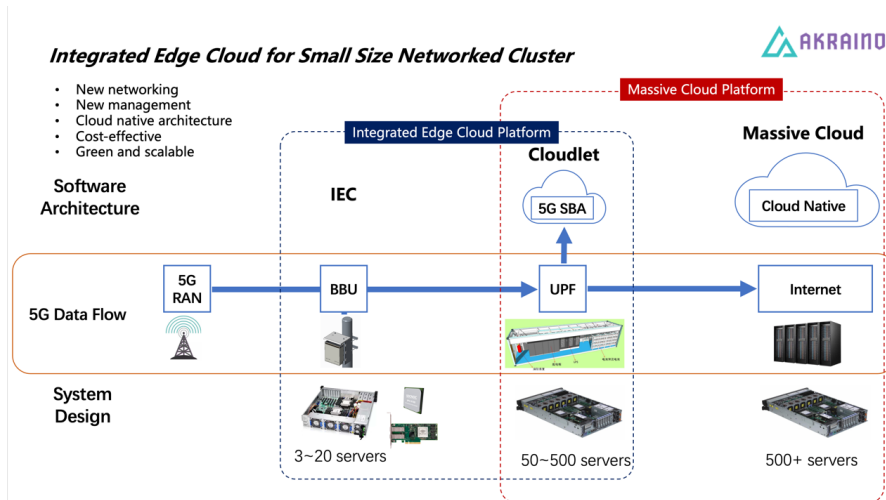 AKRAINO
Integrated Edge Cloud for Small Size Networked Cluster
• New networking
• New management
• Cloud native architecture
• Cost-effective
• Green and scalable
Massive Cloud Platform
Integrated Edge Cloud Platform
Software
Architecture
IEC
Cloudlet
5G SBA
Massive Cloud
Cloud Native
5G Data Flow
5G
RAN
BBU
UPF
Internet
System
Design
3~20 servers
50~500 servers
500+ servers